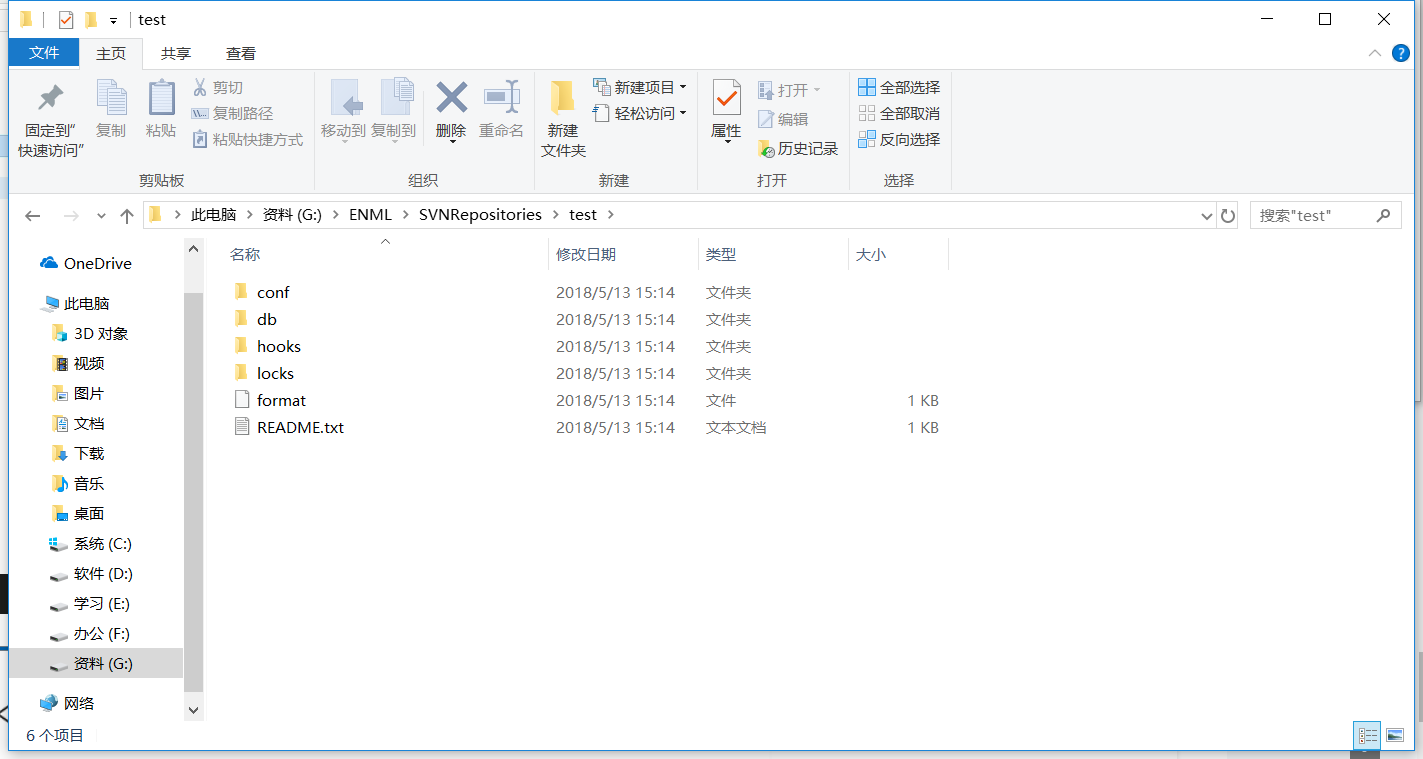 test
文件 主页 共享 查看
固定到“快速访问”
复制
粘贴
剪切
复制路径
粘贴快捷方式
剪贴板
移动到 复制到
删除
重命名
组织
新建文件夹
新建项目
轻松访问
新建
属性
打开
编辑
历史记录
打开
全部选择
全部取消
反向选择
选择
此电脑 资料 (G:) ENML SVNRepositories test
搜索"test"
OneDrive
此电脑
3D 对象
视频
图片
文档
下载
音乐
桌面
系统 (C:)
软件 (D:)
学习 (E:)
办公 (F:)
资料 (G:)
网络
名称 修改日期 类型 大小
conf 2018/5/13 15:14 文件夹
db 2018/5/13 15:14 文件夹
hooks 2018/5/13 15:14 文件夹
locks 2018/5/13 15:14 文件夹
format 2018/5/13 15:14 文件 1 KB
README.txt 2018/5/13 15:14 文本文档 1 KB
6 个项目